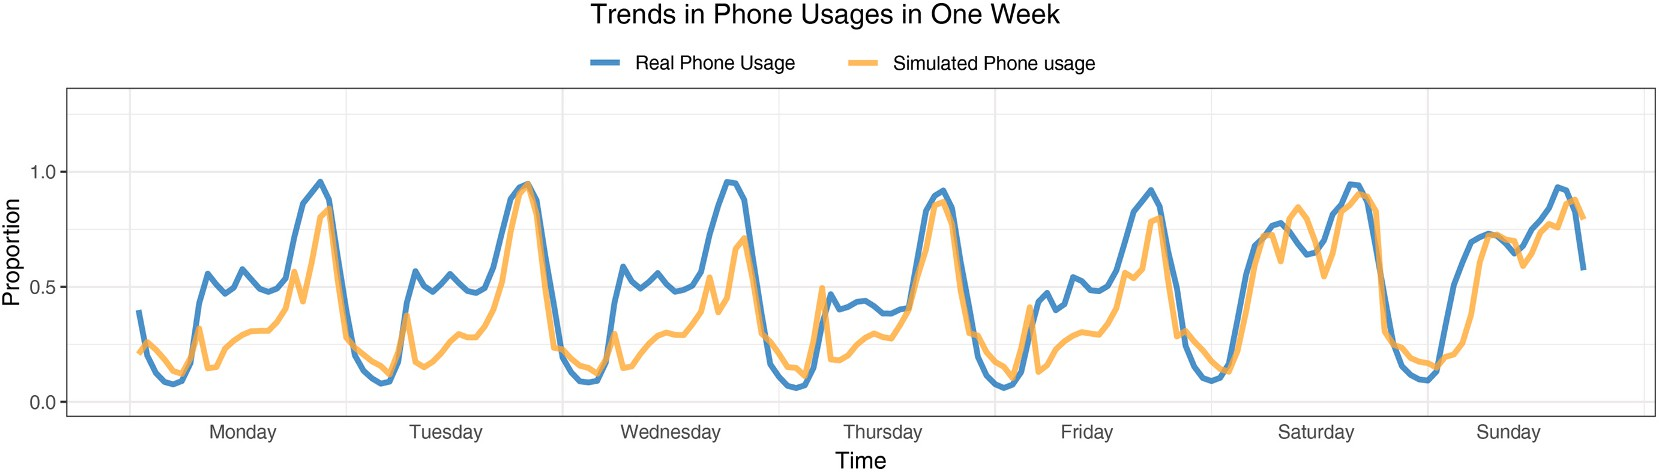 Trends in Phone Usages in One Week
Real Phone Usage Simulated Phone usage
Proportion
1.0
0.5
0.0
Monday Tuesday Wednesday Thursday Friday Saturday Sunday
Time